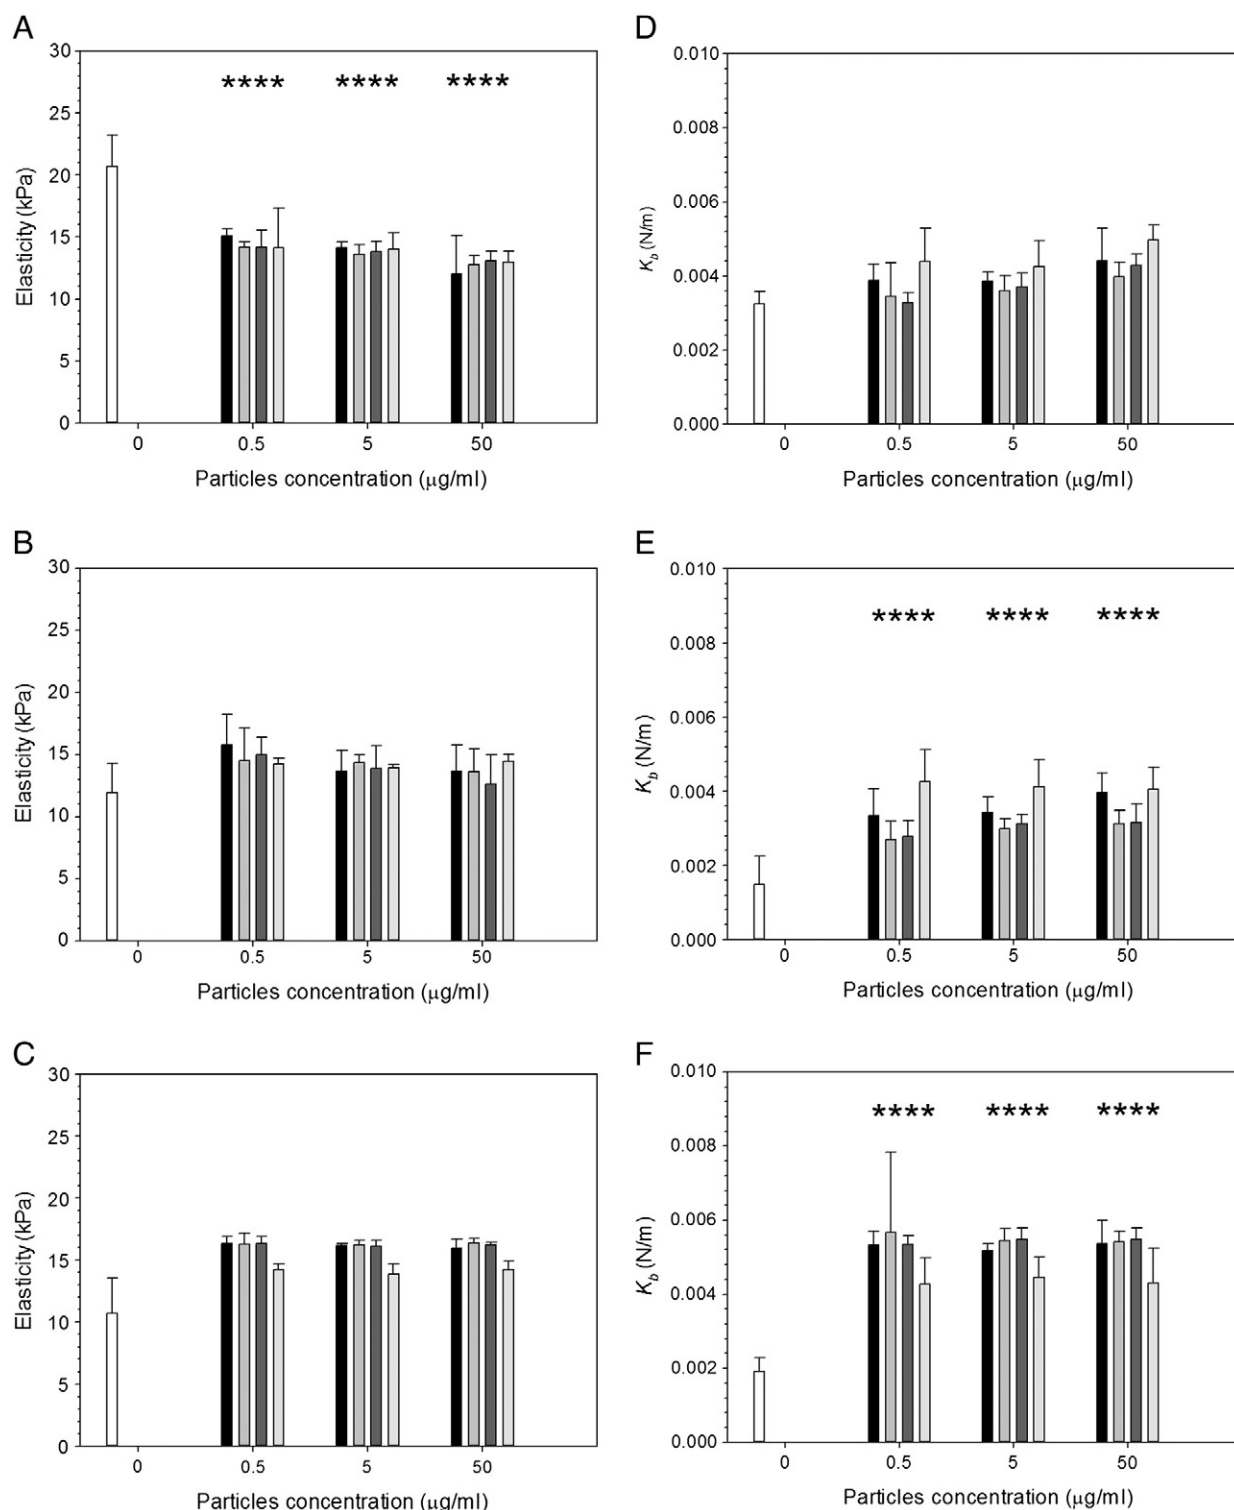 A
30
25
20
15
10
5
0
Elasticity (kPa)
**** **** ****
0 0.5 5 50
Particles concentration (μg/ml)
D
0.010
0.008
0.006
0.004
0.002
0.000
K_b (N/m)
0 0.5 5 50
Particles concentration (μg/ml)
B
30
25
20
15
10
5
0
Elasticity (kPa)
0 0.5 5 50
Particles concentration (μg/ml)
E
0.010
0.008
0.006
0.004
0.002
0.000
K_b (N/m)
**** **** ****
0 0.5 5 50
Particles concentration (μg/ml)
C
30
25
20
15
10
5
0
Elasticity (kPa)
0 0.5 5 50
Particles concentration (μg/ml)
F
0.010
0.008
0.006
0.004
0.002
0.000
K_b (N/m)
**** **** ****
0 0.5 5 50
Particles concentration (μg/ml)